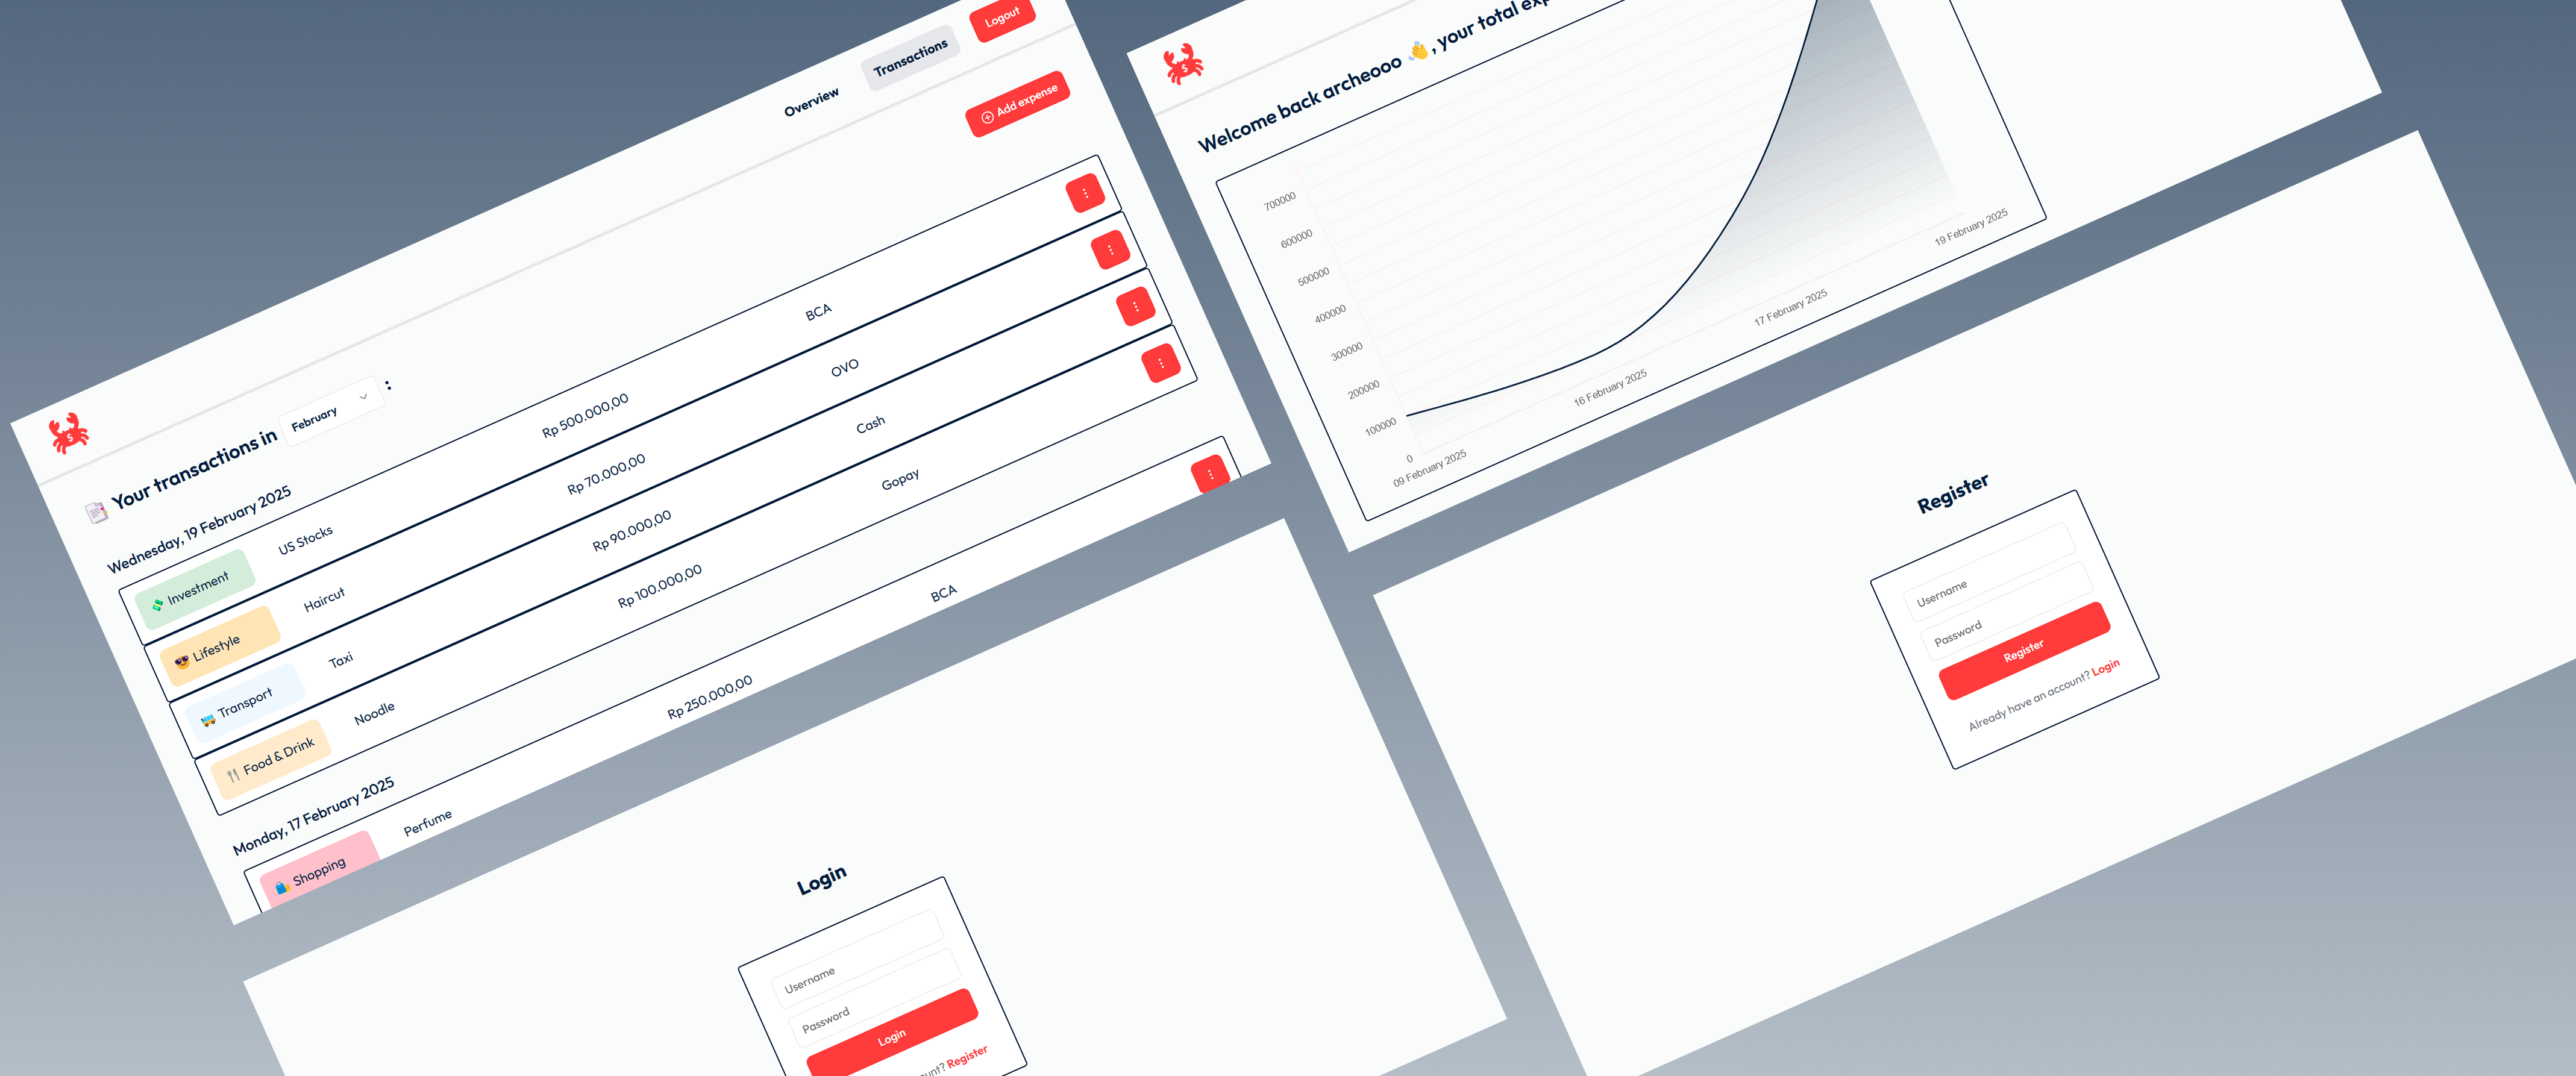 Overview
Transactions
Logout
Add expense
Your transactions in February :
Wednesday, 19 February 2025
Investment US Stocks Rp 500.000,00 BCA
Lifestyle Haircut Rp 70.000,00 OVO
Transport Taxi Rp 90.000,00 Cash
Food & Drink Noodle Rp 100.000,00 Gopay
Monday, 17 February 2025
Shopping Perfume Rp 250.000,00 BCA
Welcome back archeooo 👋, your total
700000
600000
500000
400000
300000
200000
100000
0
09 February 2025
16 February 2025
17 February 2025
19 February 2025
Login
Username
Password
Login
Register
Register
Username
Password
Register
Already have an account? Login